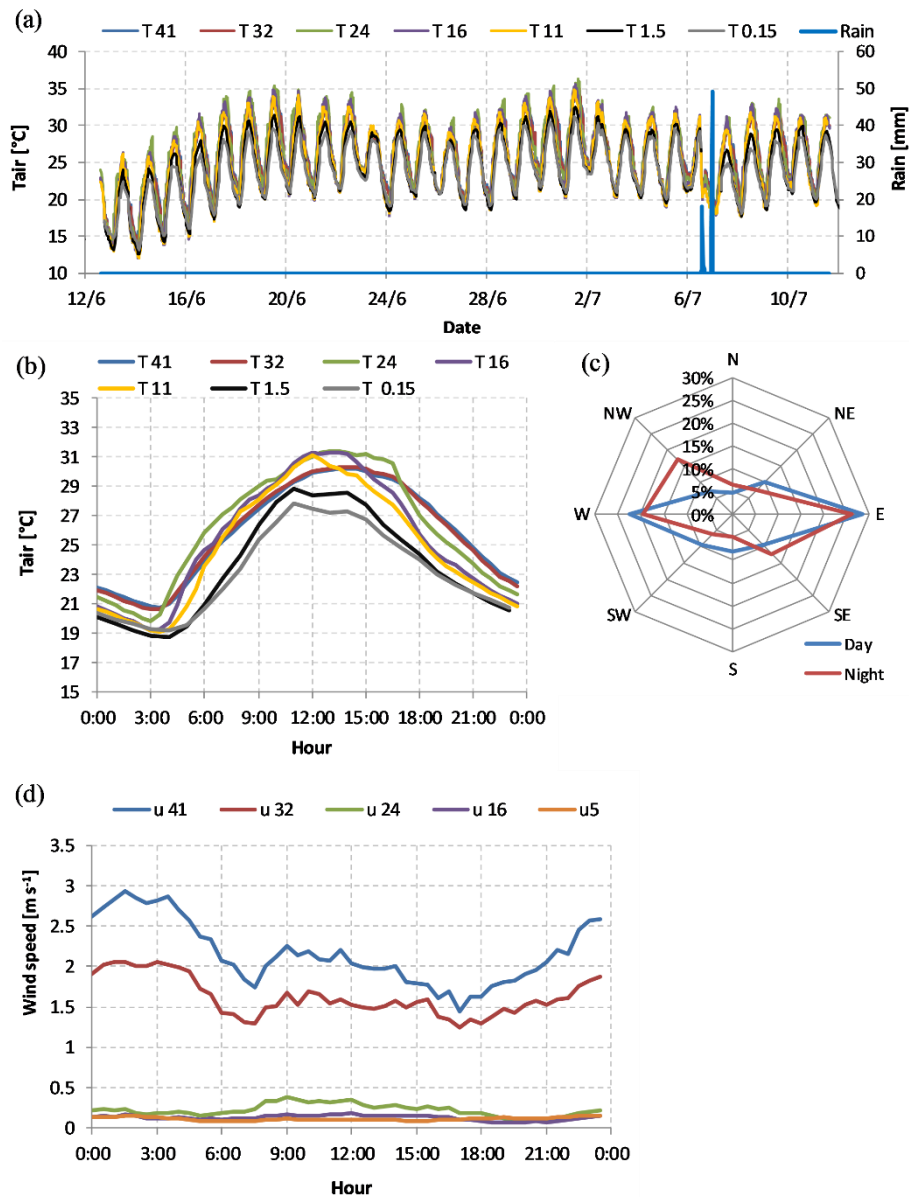 (a)
T 41 T 32 T 24 T 16 T 11 T 1.5 T 0.15 Rain
40 60
35 50
30 40
25 30
20 20
15 10
10 0
Tair [°C]
Rain [mm]
12/6 16/6 20/6 24/6 28/6 2/7 6/7 10/7
Date
(b)
T 41 T 32 T 24 T 16
T 11 T 1.5 T 0.15
35
33
31
29
27
25
23
21
19
17
15
Tair [°C]
0:00 3:00 6:00 9:00 12:00 15:00 18:00 21:00 0:00
Hour
(c)
N
30%
25%
20%
15%
10%
5%
0%
NW NE
W E
SW SE
S
Day
Night
(d)
u 41 u 32 u 24 u 16 u5
3.5
3
2.5
2
1.5
1
0.5
0
Wind speed [m s⁻¹]
0:00 3:00 6:00 9:00 12:00 15:00 18:00 21:00 0:00
Hour